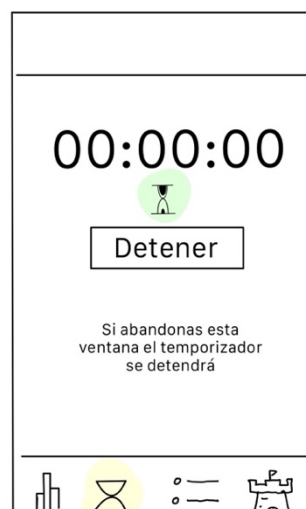 00:00:00
Detener
Si abandonas esta
ventana el temporizador
se detendrá